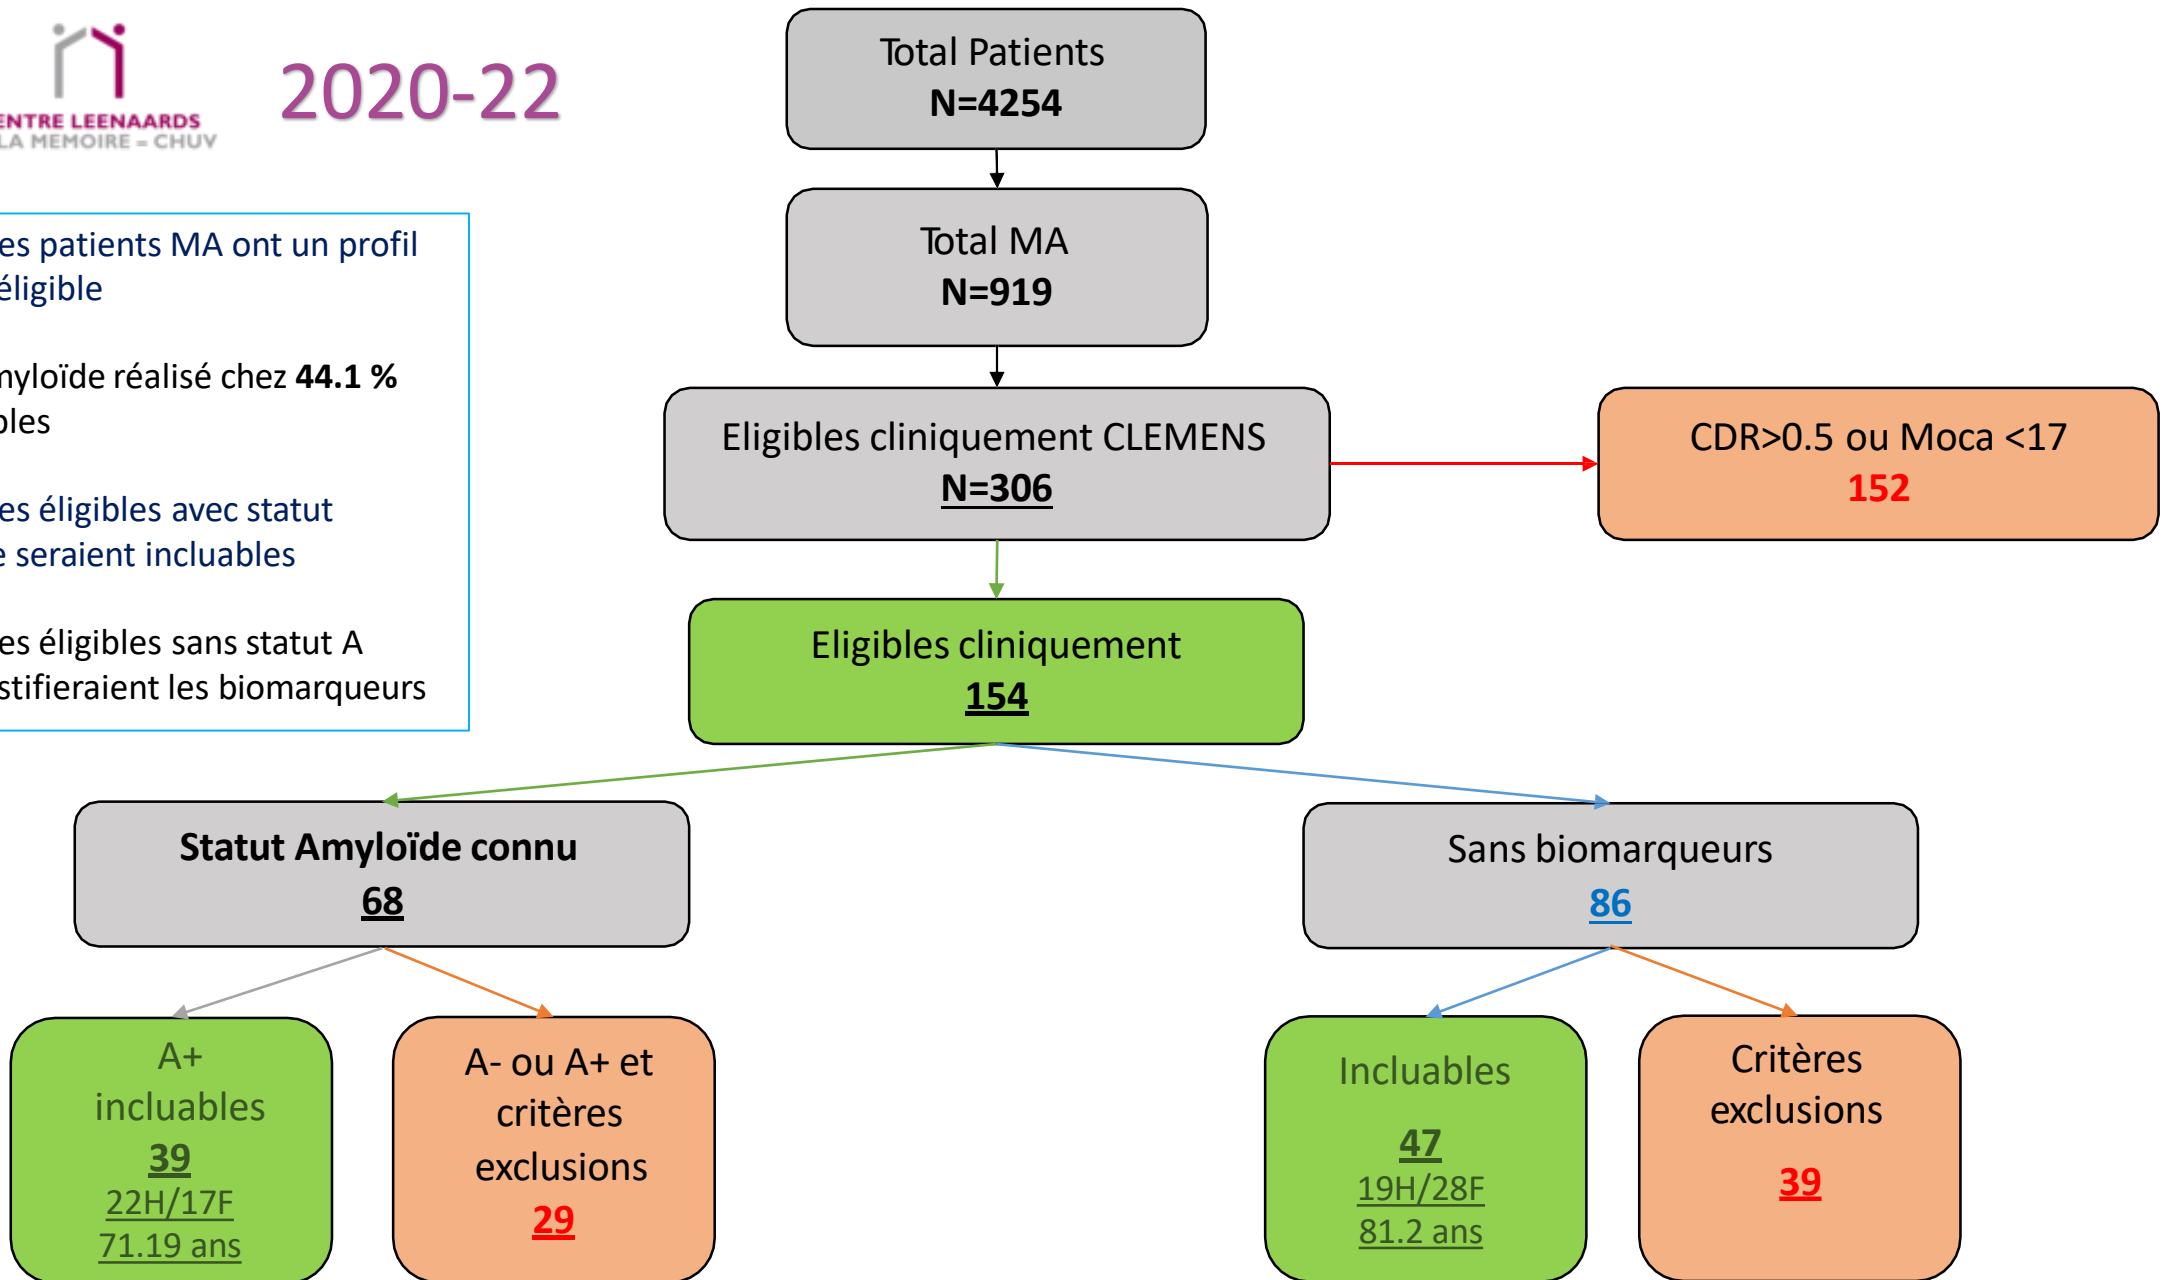 ENTRE LEENAARDS
LA MEMOIRE – CHUV
2020-22
Total Patients
N=4254
Total MA
N=919
es patients MA ont un profil
éligible
myloïde réalisé chez 44.1 %
bles
es éligibles avec statut
e seraient incluables
es éligibles sans statut A
stifieraient les biomarqueurs
Eligibles cliniquement CLEMENS
N=306
CDR>0.5 ou Moca <17
152
Eligibles cliniquement
154
Statut Amyloïde connu
68
Sans biomarqueurs
86
A+
incluables
39
22H/17F
71.19 ans
A- ou A+ et
critères
exclusions
29
Incluables
47
19H/28F
81.2 ans
Critères
exclusions
39